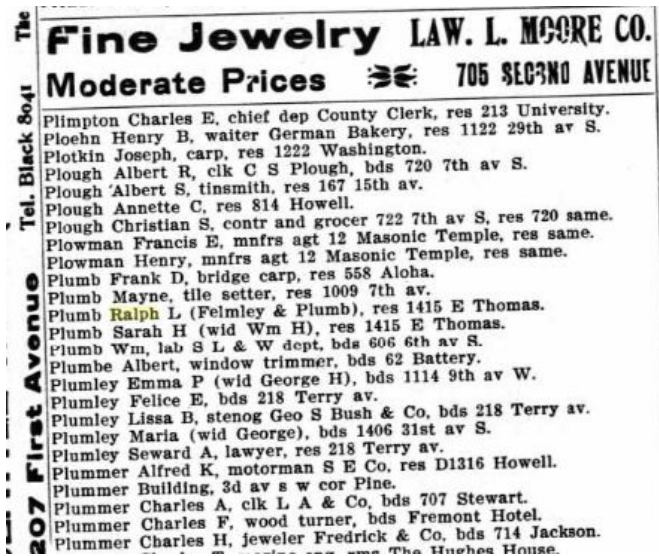 Fine Jewelry LAW. L. MOORE CO.
Moderate Prices 705 SECOND AVENUE
Plimpton Charles E, chief dep County Clerk, res 213 University.
Ploehn Henry B, waiter German Bakery, res 1122 29th av S.
Plotkin Joseph, carp, res 1222 Washington.
Plough Albert R, clk C S Plough, bds 720 7th av S.
Plough Albert S, tinsmith, res 167 15th av.
Plough Annette C, res 814 Howell.
Plough Christian S, contr and grocer 722 7th av S, res 720 same.
Plowman Francis E, mnfrs agt 12 Masonic Temple, res same.
Plowman Henry, mnfrs agt 12 Masonic Temple, res same.
Plumb Frank D, bridge carp, res 558 Aloha.
Plumb Mayne, tile setter, res 1009 7th av.
Plumb Ralph L (Felmley & Plumb), res 1415 E Thomas.
Plumb Sarah H (wid Wm H), res 1415 E Thomas.
Plumb Wm, lab S L & W dept, bds 606 6th av S.
Plumbe Albert, window trimmer, bds 62 Battery.
Plumley Emma P (wid George H), bds 1114 9th av W.
Plumley Felice E, bds 218 Terry av.
Plumley Lissa B, stenog Geo S Bush & Co, bds 218 Terry av.
Plumley Maria (wid George), bds 1406 31st av S.
Plumley Seward A, lawyer, res 218 Terry av.
Plummer Alfred K, motorman S E Co, res D1316 Howell.
Plummer Building, 3d av s w cor Pine.
Plummer Charles A, clk L A & Co, bds 707 Stewart.
Plummer Charles F, wood turner, bds Fremont Hotel.
Plummer Charles H, jeweler Fredrick & Co, bds 714 Jackson.
The Hughes House.
207 First Avenue Tel. Black 8041 The